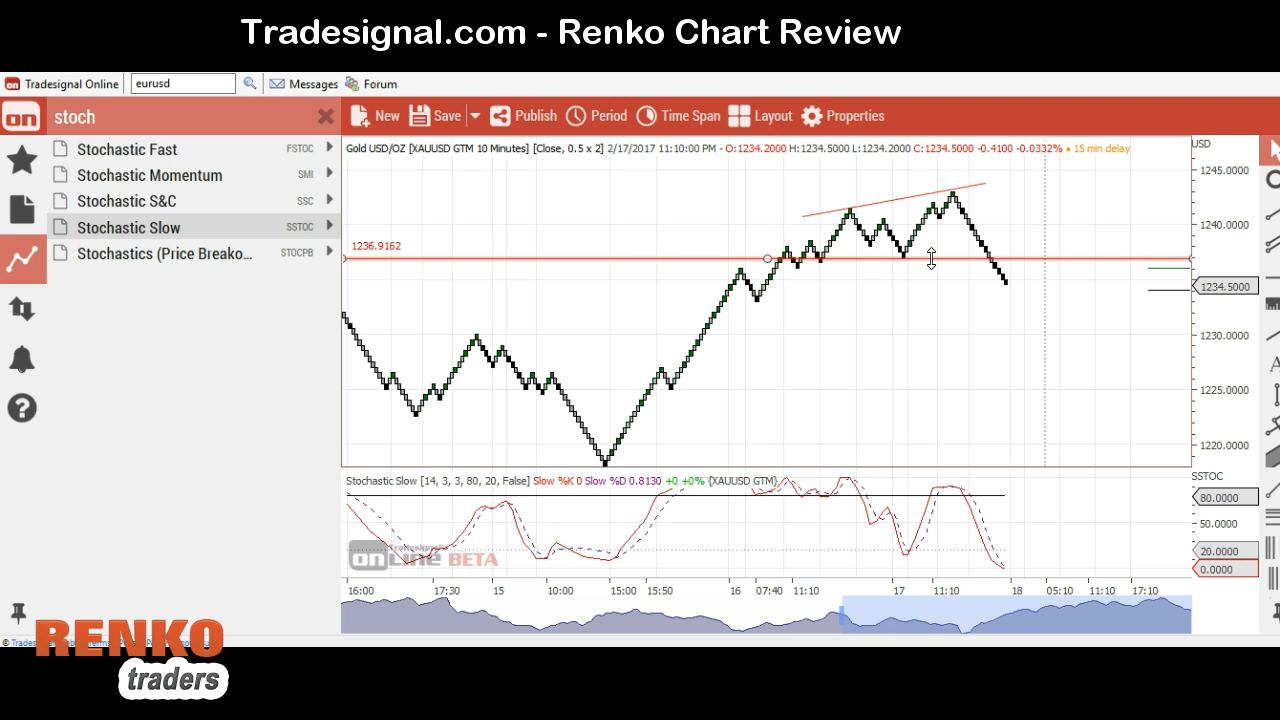 Tradesignal.com - Renko Chart Review
Tradesignal Online
eurusd
Messages
Forum
on
stoch
New
Save
Publish
Period
Time Span
Layout
Properties
Stochastic Fast FSTOC
Stochastic Momentum SMI
Stochastic S&C SSC
Stochastic Slow SSTOC
Stochastics (Price Breako... STOCPB
Gold USD/OZ [XAUUSD GTM 10 Minutes] [Close, 0.5 x 2] 2/17/2017 11:10:00 PM - O:1234.2000 H:1234.5000 L:1234.2000 C:1234.5000 -0.4100 -0.0332% • 15 min delay
USD
1245.0000
1240.0000
1236.9162
1234.5000
1230.0000
1225.0000
1220.0000
Stochastic Slow [14, 3, 3, 80, 20, False] Slow %K 0 Slow %D 0.8130 +0 +0% {XAUUSD GTM}
SSTOC
80.0000
50.0000
20.0000
0.0000
Tradesignal
onLine BETA
16:00 17:30 15 10:00 15:00 15:50 16 07:40 11:10 17 11:10 18 05:10 11:10 17:10
RENKO
traders